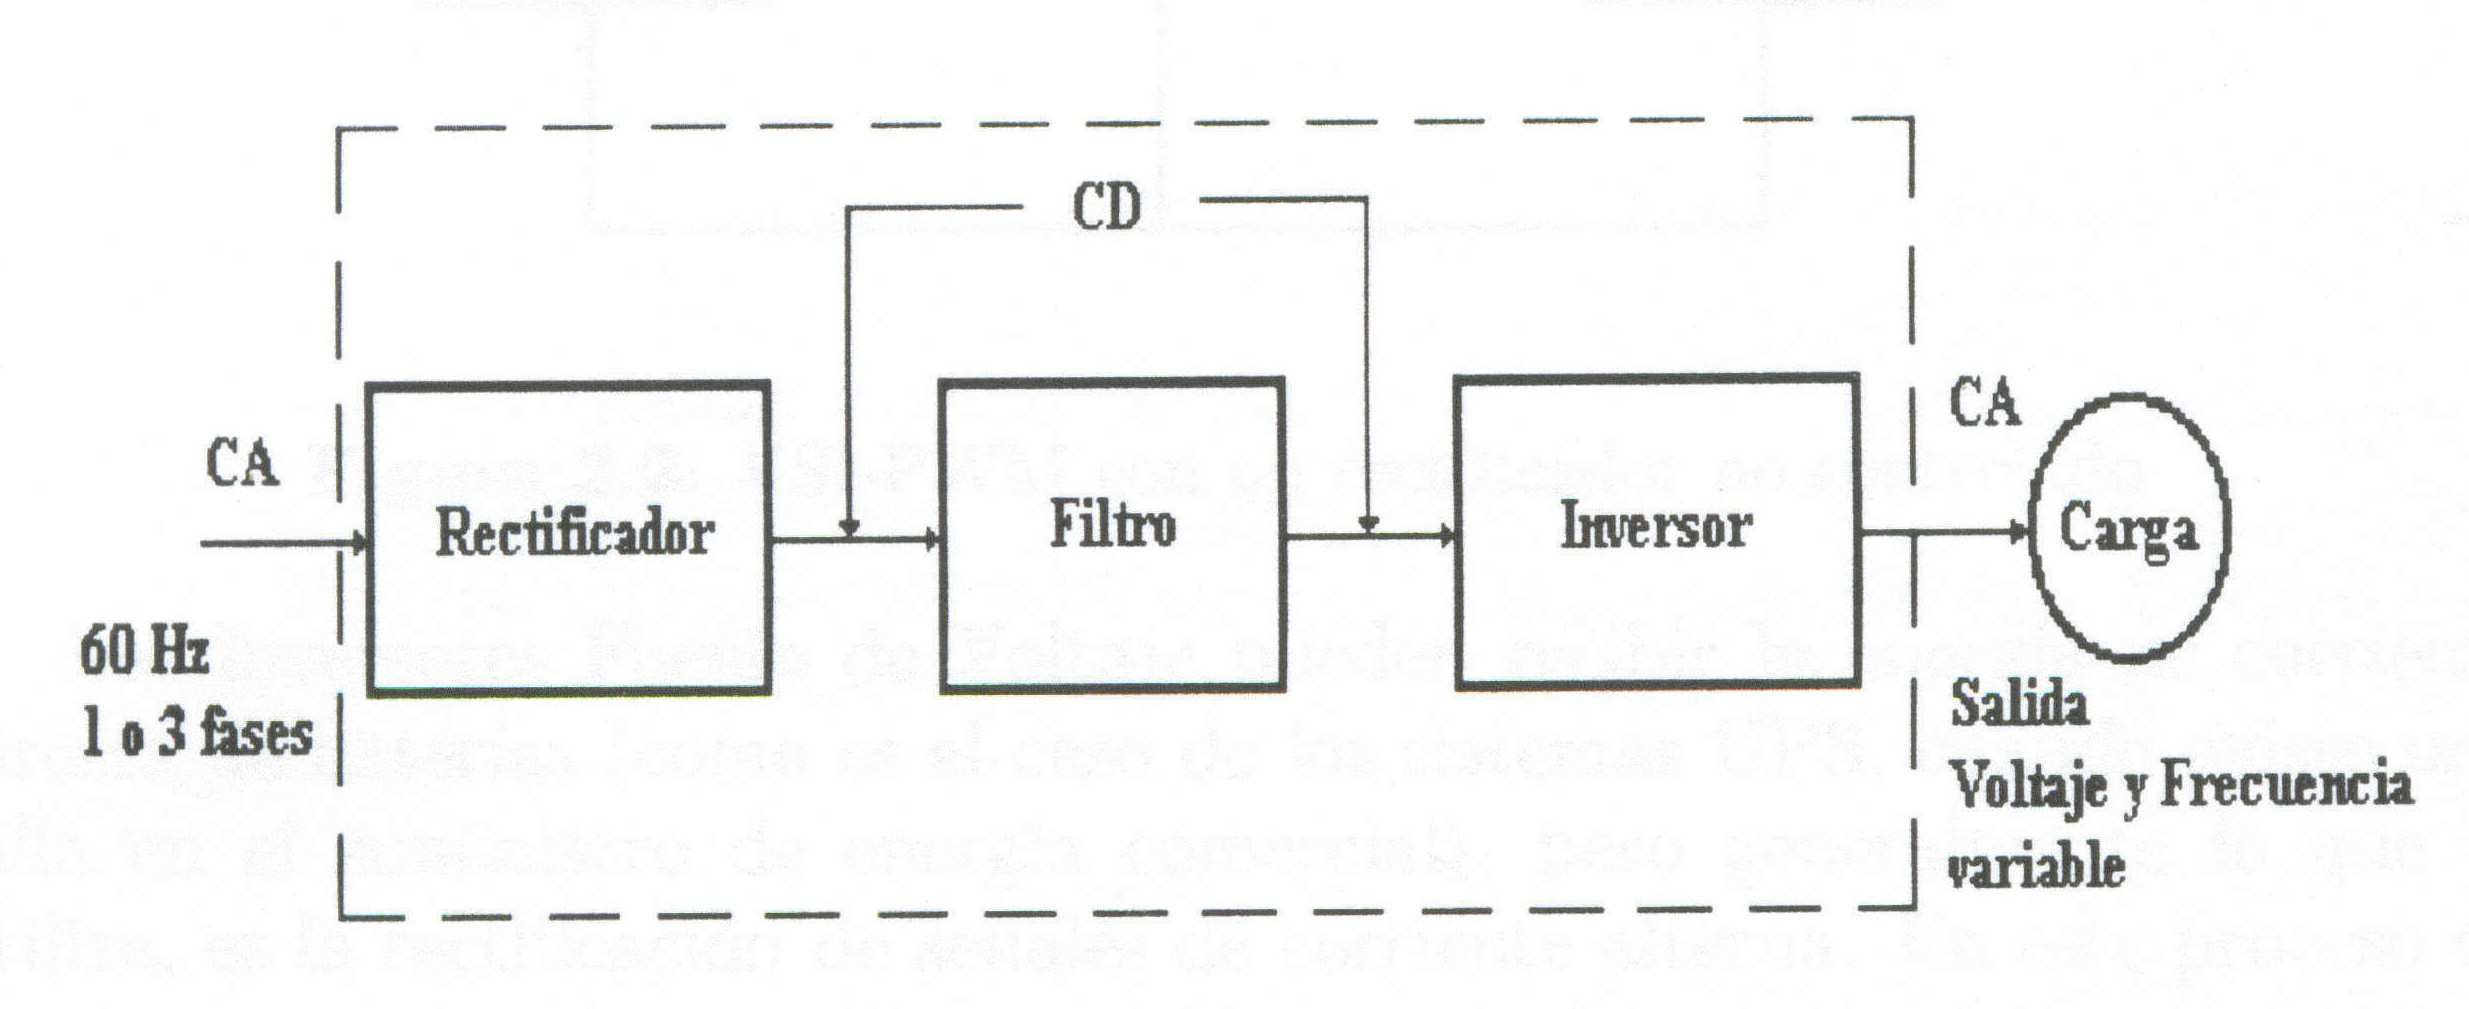 CD
CA
60 Hz
1 o 3 fases
Rectificador
Filtro
Inversor
CA
Carga
Salida
Voltaje y Frecuencia
variable